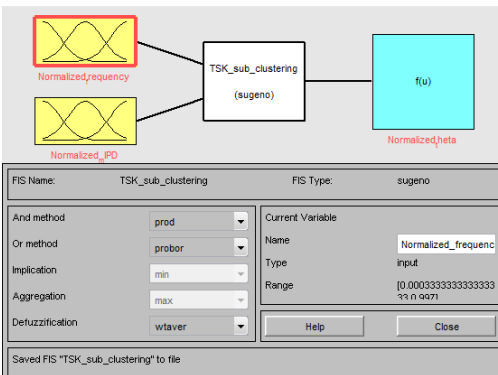 Normalized_frequency
TSK_sub_clustering
(sugeno)
f(u)
Normalized_IPD
Normalized_theta
FIS Name: TSK_sub_clustering FIS Type: sugeno
And method prod
Or method probor
Implication min
Aggregation max
Defuzzification wtaver
Current Variable
Name Normalized_frequenc
Type input
Range [0.0003333333333333
33 0.997]
Help Close
Saved FIS "TSK_sub_clustering" to file